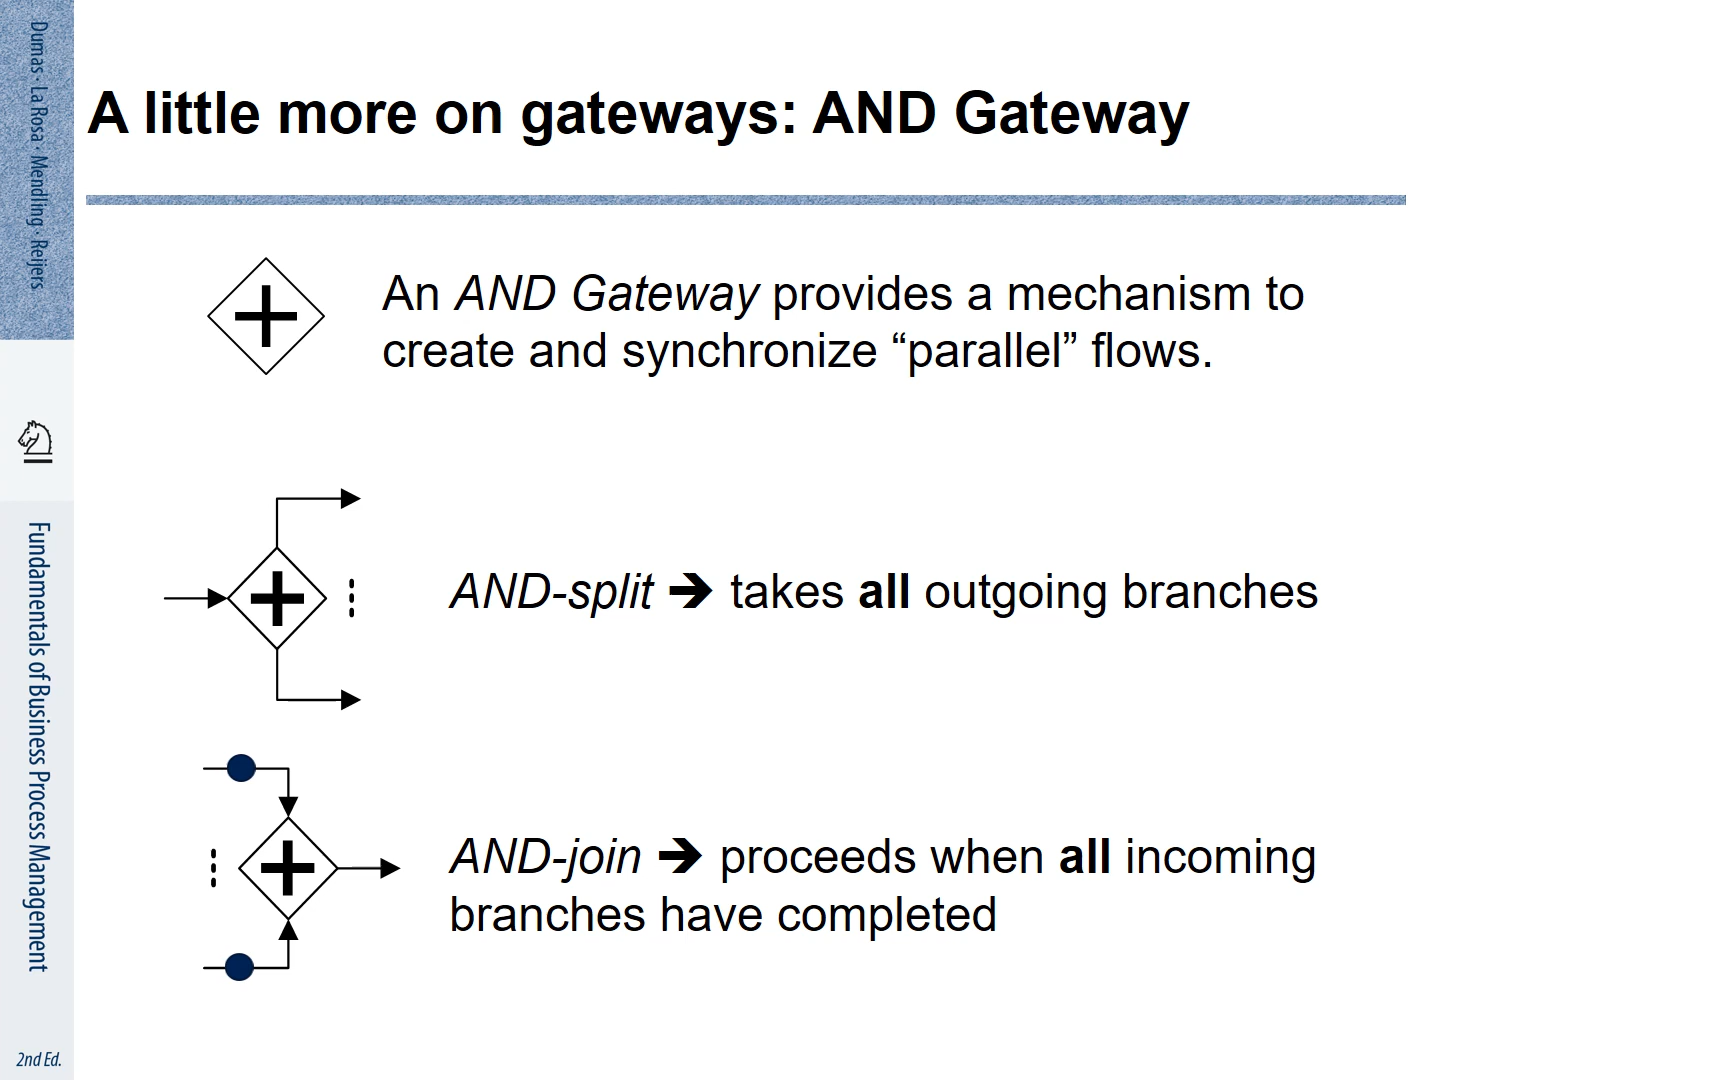 Dumas · La Rosa · Mendling · Reijers
Fundamentals of Business Process Management
2nd Ed.
A little more on gateways: AND Gateway
An AND Gateway provides a mechanism to
create and synchronize “parallel” flows.
AND-split ➔ takes all outgoing branches
AND-join ➔ proceeds when all incoming
branches have completed